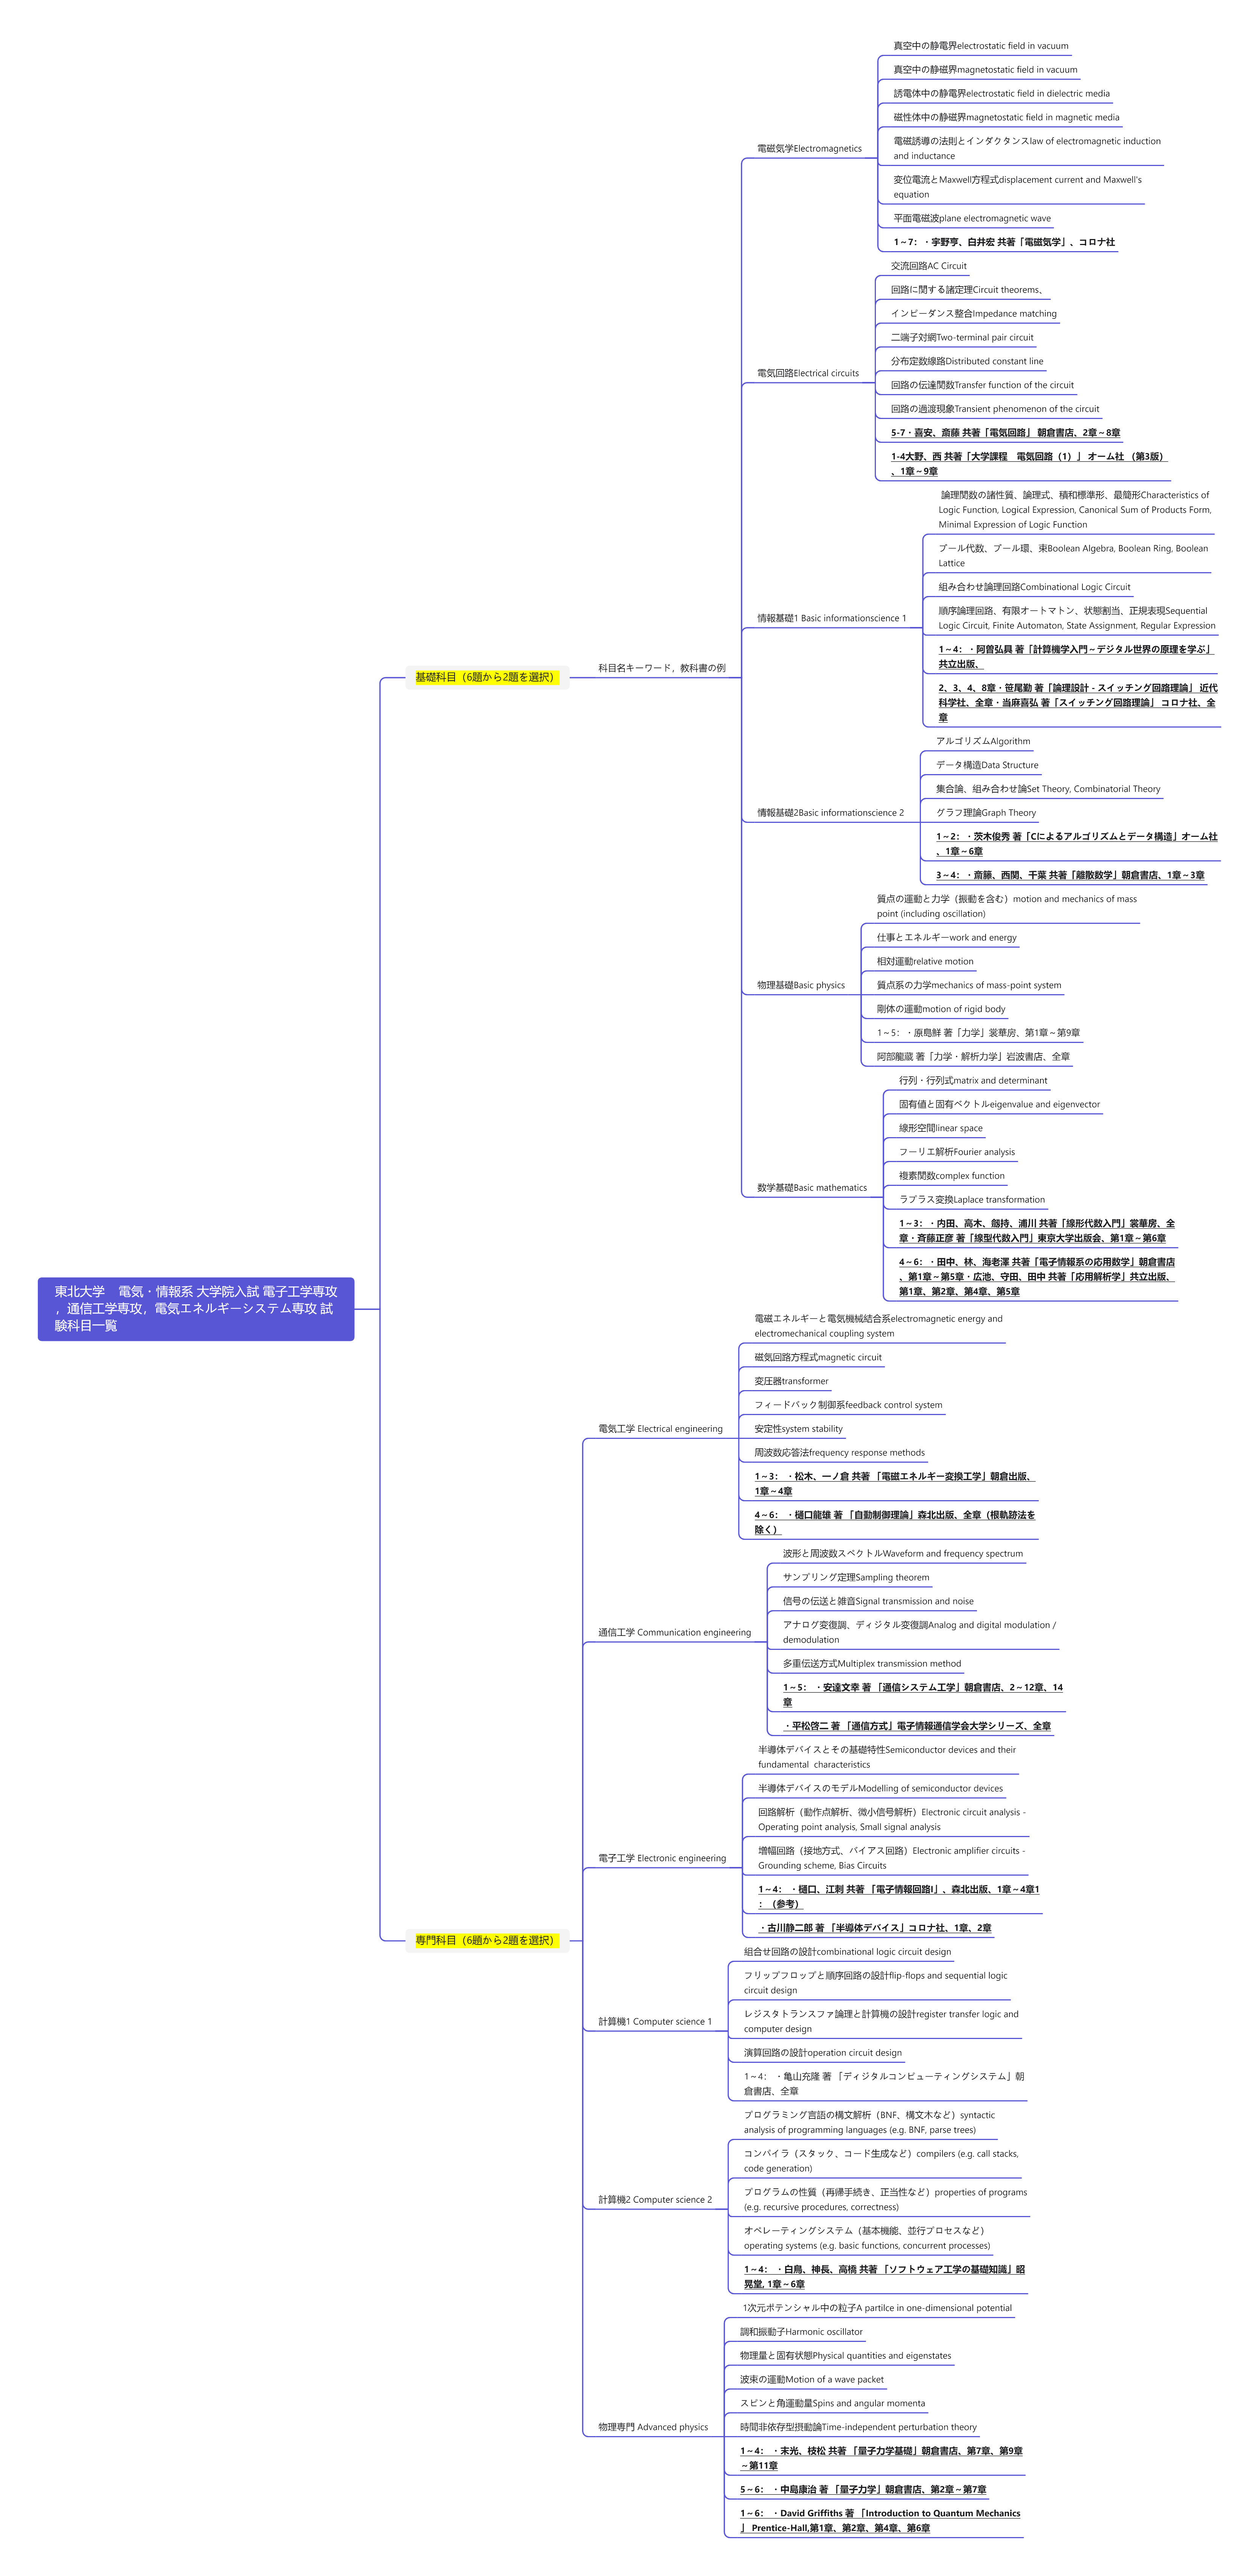 東北大学　電気・情報系 大学院入試 電子工学専攻
，通信工学専攻，電気エネルギーシステム専攻 試
験科目一覧
基礎科目（6題から2題を選択）
科目名キーワード，教科書の例
電磁気学Electromagnetics
真空中の静電界electrostatic field in vacuum
真空中の静磁界magnetostatic field in vacuum
誘電体中の静電界electrostatic field in dielectric media
磁性体中の静磁界magnetostatic field in magnetic media
電磁誘導の法則とインダクタンスlaw of electromagnetic induction
and inductance
変位電流とMaxwell方程式displacement current and Maxwell's
equation
平面電磁波plane electromagnetic wave
1～7：・宇野亨、白井宏 共著「電磁気学」、コロナ社
電気回路Electrical circuits
交流回路AC Circuit
回路に関する諸定理Circuit theorems、
インピーダンス整合Impedance matching
二端子対網Two-terminal pair circuit
分布定数線路Distributed constant line
回路の伝達関数Transfer function of the circuit
回路の過渡現象Transient phenomenon of the circuit
5-7・喜安、斎藤 共著「電気回路」 朝倉書店、2章～8章
1-4大野、西 共著「大学課程　電気回路（1）」 オーム社 （第3版）
、1章～9章
情報基礎1 Basic informationscience 1
論理関数の諸性質、論理式、積和標準形、最簡形Characteristics of
Logic Function, Logical Expression, Canonical Sum of Products Form,
Minimal Expression of Logic Function
ブール代数、ブール環、束Boolean Algebra, Boolean Ring, Boolean
Lattice
組み合わせ論理回路Combinational Logic Circuit
順序論理回路、有限オートマトン、状態割当、正規表現Sequential
Logic Circuit, Finite Automaton, State Assignment, Regular Expression
1～4：・阿曽弘具 著「計算機学入門～デジタル世界の原理を学ぶ」
共立出版、
2、3、4、8章・笹尾勤 著「論理設計 - スイッチング回路理論」 近代
科学社、全章・当麻喜弘 著「スイッチング回路理論」 コロナ社、全
章
情報基礎2Basic informationscience 2
アルゴリズムAlgorithm
データ構造Data Structure
集合論、組み合わせ論Set Theory, Combinatorial Theory
グラフ理論Graph Theory
1～2：・茨木俊秀 著「Cによるアルゴリズムとデータ構造」オーム社
、1章～6章
3～4：・斎藤、西関、千葉 共著「離散数学」朝倉書店、1章～3章
物理基礎Basic physics
質点の運動と力学（振動を含む）motion and mechanics of mass
point (including oscillation)
仕事とエネルギーwork and energy
相対運動relative motion
質点系の力学mechanics of mass-point system
剛体の運動motion of rigid body
1～5：・原島鮮 著「力学」裳華房、第1章～第9章
阿部龍蔵 著「力学・解析力学」岩波書店、全章
数学基礎Basic mathematics
行列・行列式matrix and determinant
固有値と固有ベクトルeigenvalue and eigenvector
線形空間linear space
フーリエ解析Fourier analysis
複素関数complex function
ラプラス変換Laplace transformation
1～3：・内田、高木、剱持、浦川 共著「線形代数入門」裳華房、全
章・斉藤正彦 著「線型代数入門」東京大学出版会、第1章～第6章
4～6：・田中、林、海老澤 共著「電子情報系の応用数学」朝倉書店
、第1章～第5章・広池、守田、田中 共著「応用解析学」共立出版、
第1章、第2章、第4章、第5章
専門科目（6題から2題を選択）
電気工学 Electrical engineering
電磁エネルギーと電気機械結合系electromagnetic energy and
electromechanical coupling system
磁気回路方程式magnetic circuit
変圧器transformer
フィードバック制御系feedback control system
安定性system stability
周波数応答法frequency response methods
1～3： ・松木、一ノ倉 共著 「電磁エネルギー変換工学」朝倉出版、
1章～4章
4～6： ・樋口龍雄 著 「自動制御理論」森北出版、全章（根軌跡法を
除く）
通信工学 Communication engineering
波形と周波数スペクトルWaveform and frequency spectrum
サンプリング定理Sampling theorem
信号の伝送と雑音Signal transmission and noise
アナログ変復調、ディジタル変復調Analog and digital modulation /
demodulation
多重伝送方式Multiplex transmission method
1～5： ・安達文幸 著 「通信システム工学」朝倉書店、2～12章、14
章
・平松啓二 著 「通信方式」電子情報通信学会大学シリーズ、全章
電子工学 Electronic engineering
半導体デバイスとその基礎特性Semiconductor devices and their
fundamental  characteristics
半導体デバイスのモデルModelling of semiconductor devices
回路解析（動作点解析、微小信号解析）Electronic circuit analysis -
Operating point analysis, Small signal analysis
増幅回路（接地方式、バイアス回路）Electronic amplifier circuits -
Grounding scheme, Bias Circuits
1～4： ・樋口、江刺 共著 「電子情報回路I」、森北出版、1章～4章1
：（参考）
・古川静二郎 著 「半導体デバイス」コロナ社、1章、2章
計算機1 Computer science 1
組合せ回路の設計combinational logic circuit design
フリップフロップと順序回路の設計flip-flops and sequential logic
circuit design
レジスタトランスファ論理と計算機の設計register transfer logic and
computer design
演算回路の設計operation circuit design
1～4： ・亀山充隆 著 「ディジタルコンピューティングシステム」朝
倉書店、全章
計算機2 Computer science 2
プログラミング言語の構文解析（BNF、構文木など）syntactic
analysis of programming languages (e.g. BNF, parse trees)
コンパイラ（スタック、コード生成など）compilers (e.g. call stacks,
code generation)
プログラムの性質（再帰手続き、正当性など）properties of programs
(e.g. recursive procedures, correctness)
オペレーティングシステム（基本機能、並行プロセスなど）
operating systems (e.g. basic functions, concurrent processes)
1～4： ・白鳥、神長、高橋 共著 「ソフトウェア工学の基礎知識」昭
晃堂, 1章～6章
物理専門 Advanced physics
1次元ポテンシャル中の粒子A partilce in one-dimensional potential
調和振動子Harmonic oscillator
物理量と固有状態Physical quantities and eigenstates
波束の運動Motion of a wave packet
スピンと角運動量Spins and angular momenta
時間非依存型摂動論Time-independent perturbation theory
1～4： ・末光、枝松 共著 「量子力学基礎」朝倉書店、第7章、第9章
～第11章
5～6： ・中島康治 著 「量子力学」朝倉書店、第2章～第7章
1～6： ・David Griffiths 著 「Introduction to Quantum Mechanics
」 Prentice-Hall,第1章、第2章、第4章、第6章